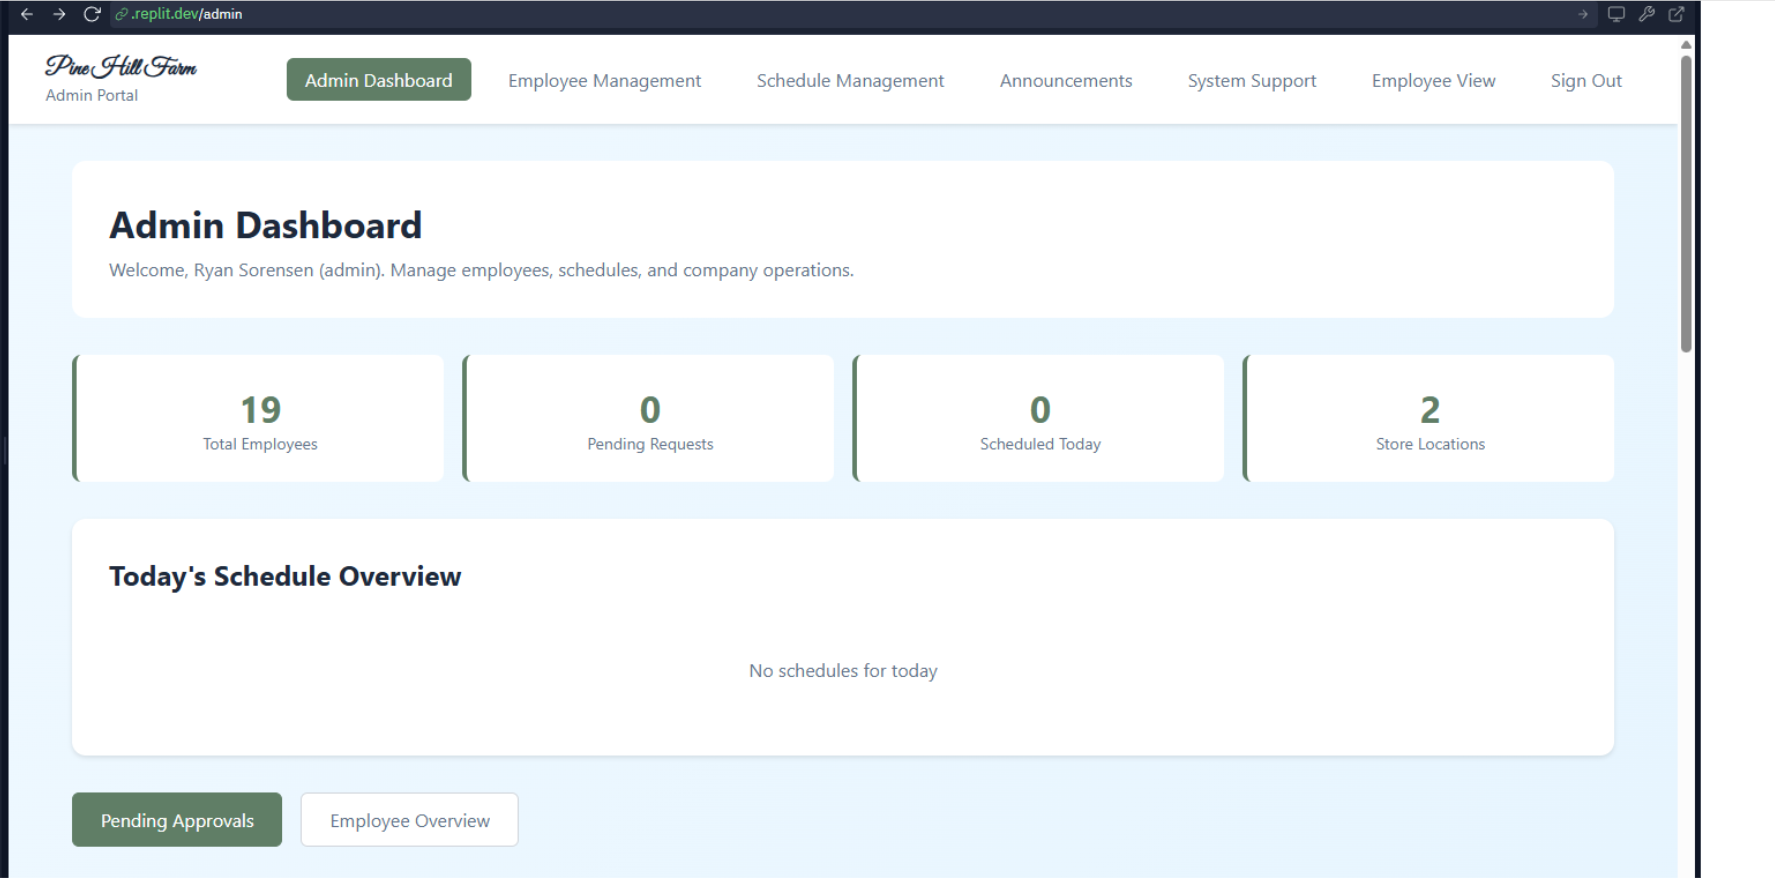 .replit.dev/admin
Pine Hill Farm
Admin Portal
Admin Dashboard
Employee Management
Schedule Management
Announcements
System Support
Employee View
Sign Out
Admin Dashboard
Welcome, Ryan Sorensen (admin). Manage employees, schedules, and company operations.
19
Total Employees
0
Pending Requests
0
Scheduled Today
2
Store Locations
Today's Schedule Overview
No schedules for today
Pending Approvals
Employee Overview